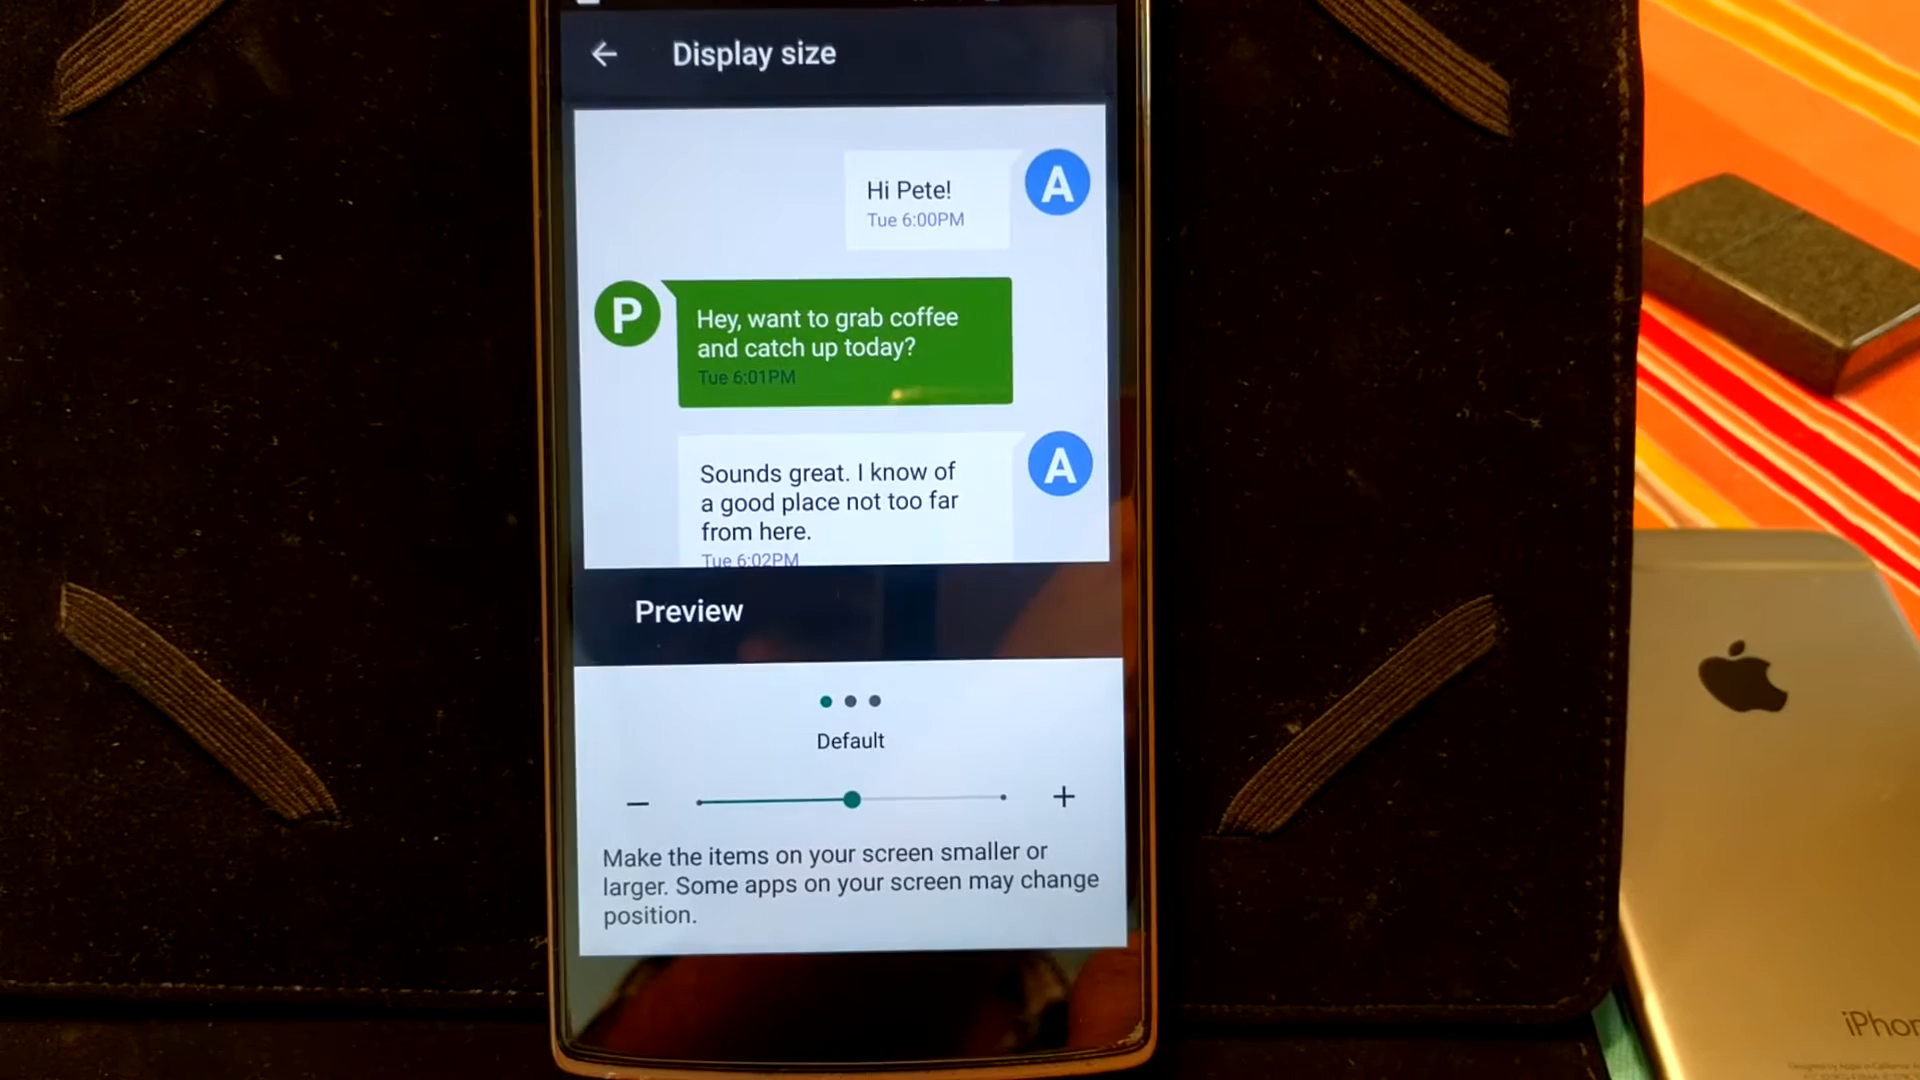 Display size
Hi Pete!
Tue 6:00PM
A
P
Hey, want to grab coffee
and catch up today?
Tue 6:01PM
A
Sounds great. I know of
a good place not too far
from here.
Tue 6:02PM
Preview
Default
Make the items on your screen smaller or
larger. Some apps on your screen may change
position.
iPhon